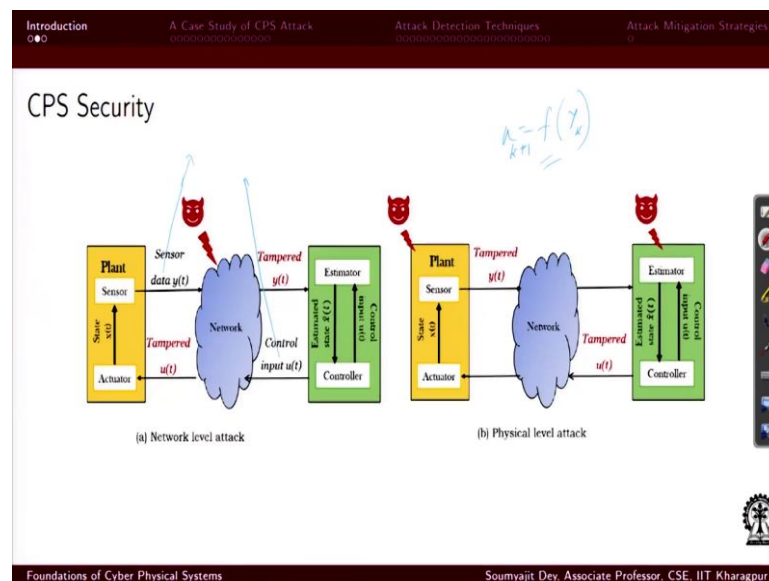 Introduction
A Case Study of CPS Attack
Attack Detection Techniques
Attack Mitigation Strategies
CPS Security
Plant
Sensor
State
x(t)
Actuator
Sensor
data y(t)
Tampered
u(t)
Network
Tampered
y(t)
Control
input u(t)
Estimator
Estimated
state x̂(t)
Control
input u(t)
Controller
(a) Network level attack
Plant
Sensor
State
x(t)
Actuator
Tampered
y(t)
Network
Tampered
u(t)
Estimator
Estimated
state x̂(t)
Control
input u(t)
Controller
(b) Physical level attack
Foundations of Cyber Physical Systems
Soumyajit Dey, Associate Professor, CSE, IIT Kharagpur